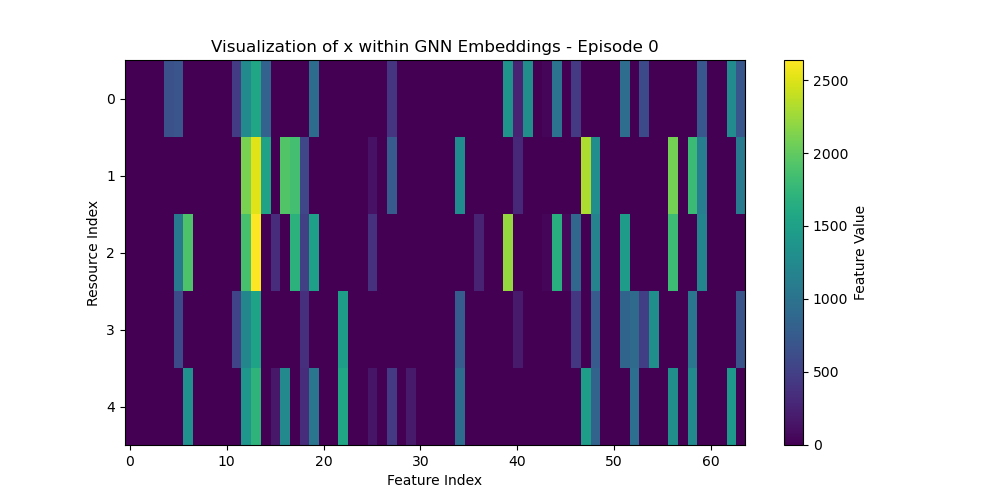 Visualization of x within GNN Embeddings - Episode 0
Resource Index
0
1
2
3
4
0 10 20 30 40 50 60
Feature Index
2500
2000
1500
1000
500
0
Feature Value